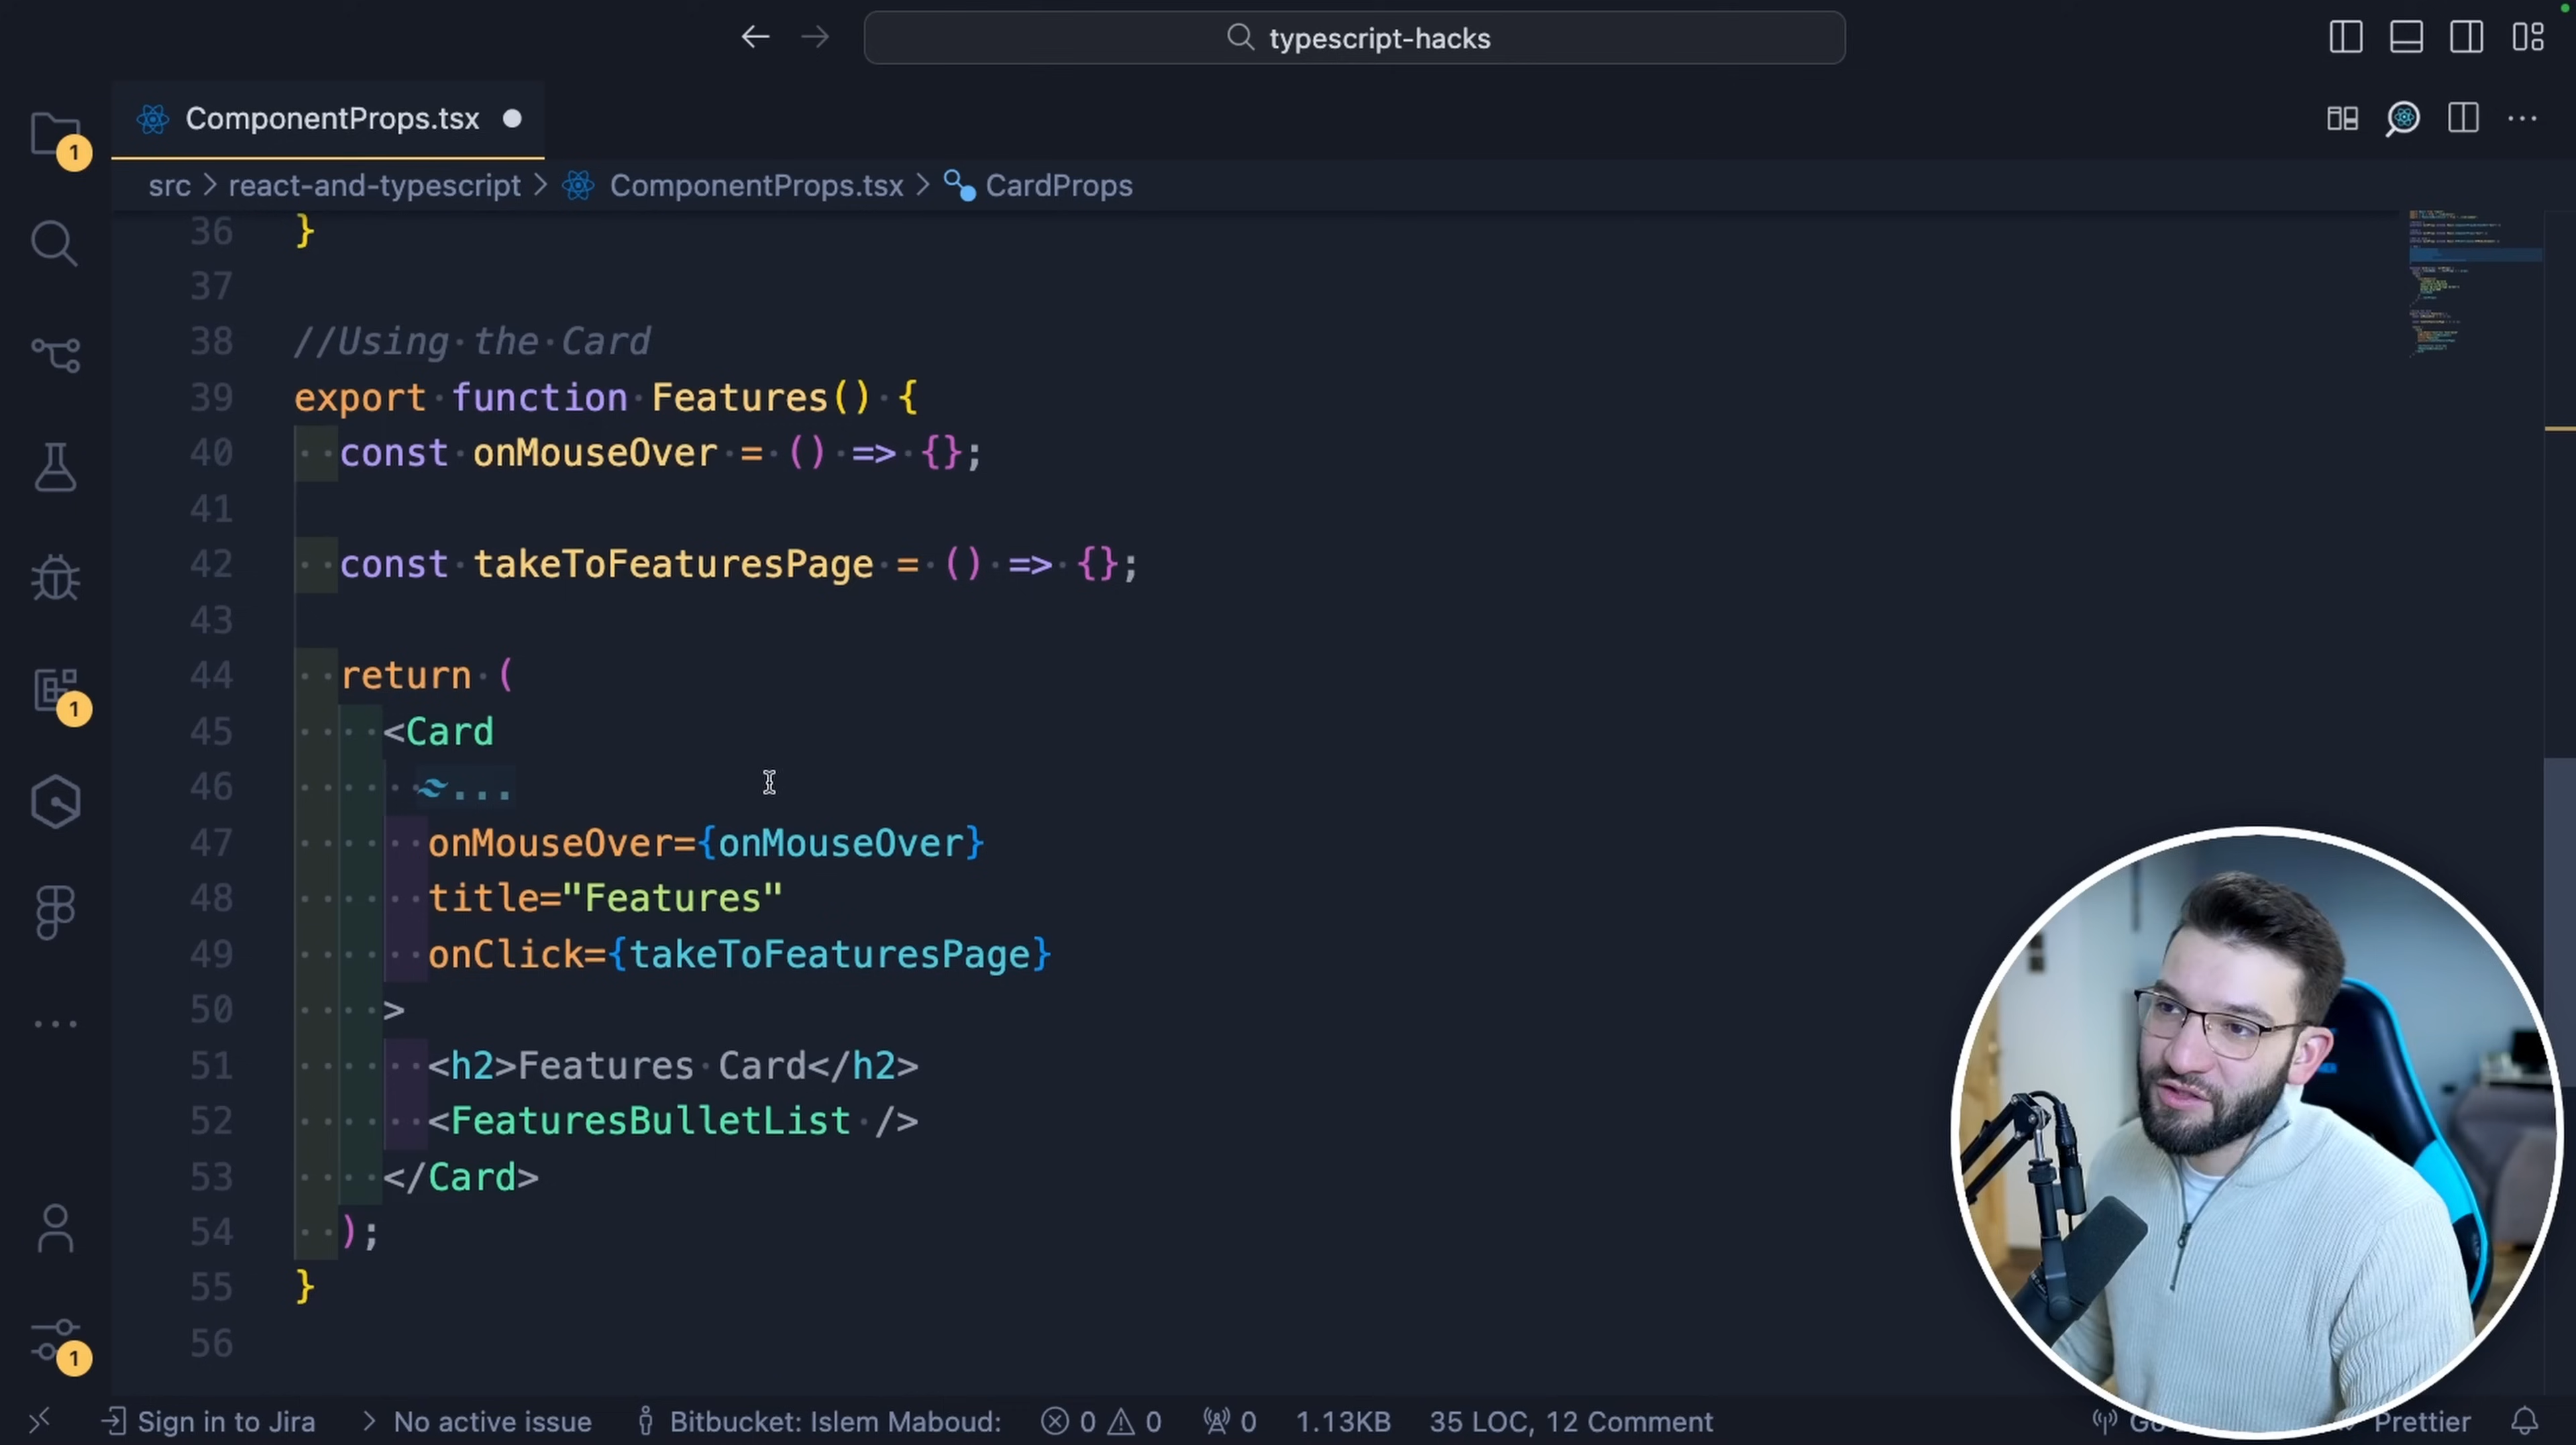 typescript-hacks
ComponentProps.tsx
src > react-and-typescript > ComponentProps.tsx > CardProps
36 }
37
38 //Using the Card
39 export function Features() {
40 const onMouseOver = () => {};
41
42 const takeToFeaturesPage = () => {};
43
44 return (
45 <Card
46 ...
47 onMouseOver={onMouseOver}
48 title="Features"
49 onClick={takeToFeaturesPage}
50 >
51 <h2>Features Card</h2>
52 <FeaturesBulletList />
53 </Card>
54 );
55 }
56
1
1
1
Sign in to Jira > No active issue Bitbucket: Islem Maboud: 0 0 0 1.13KB 35 LOC, 12 Comment Prettier